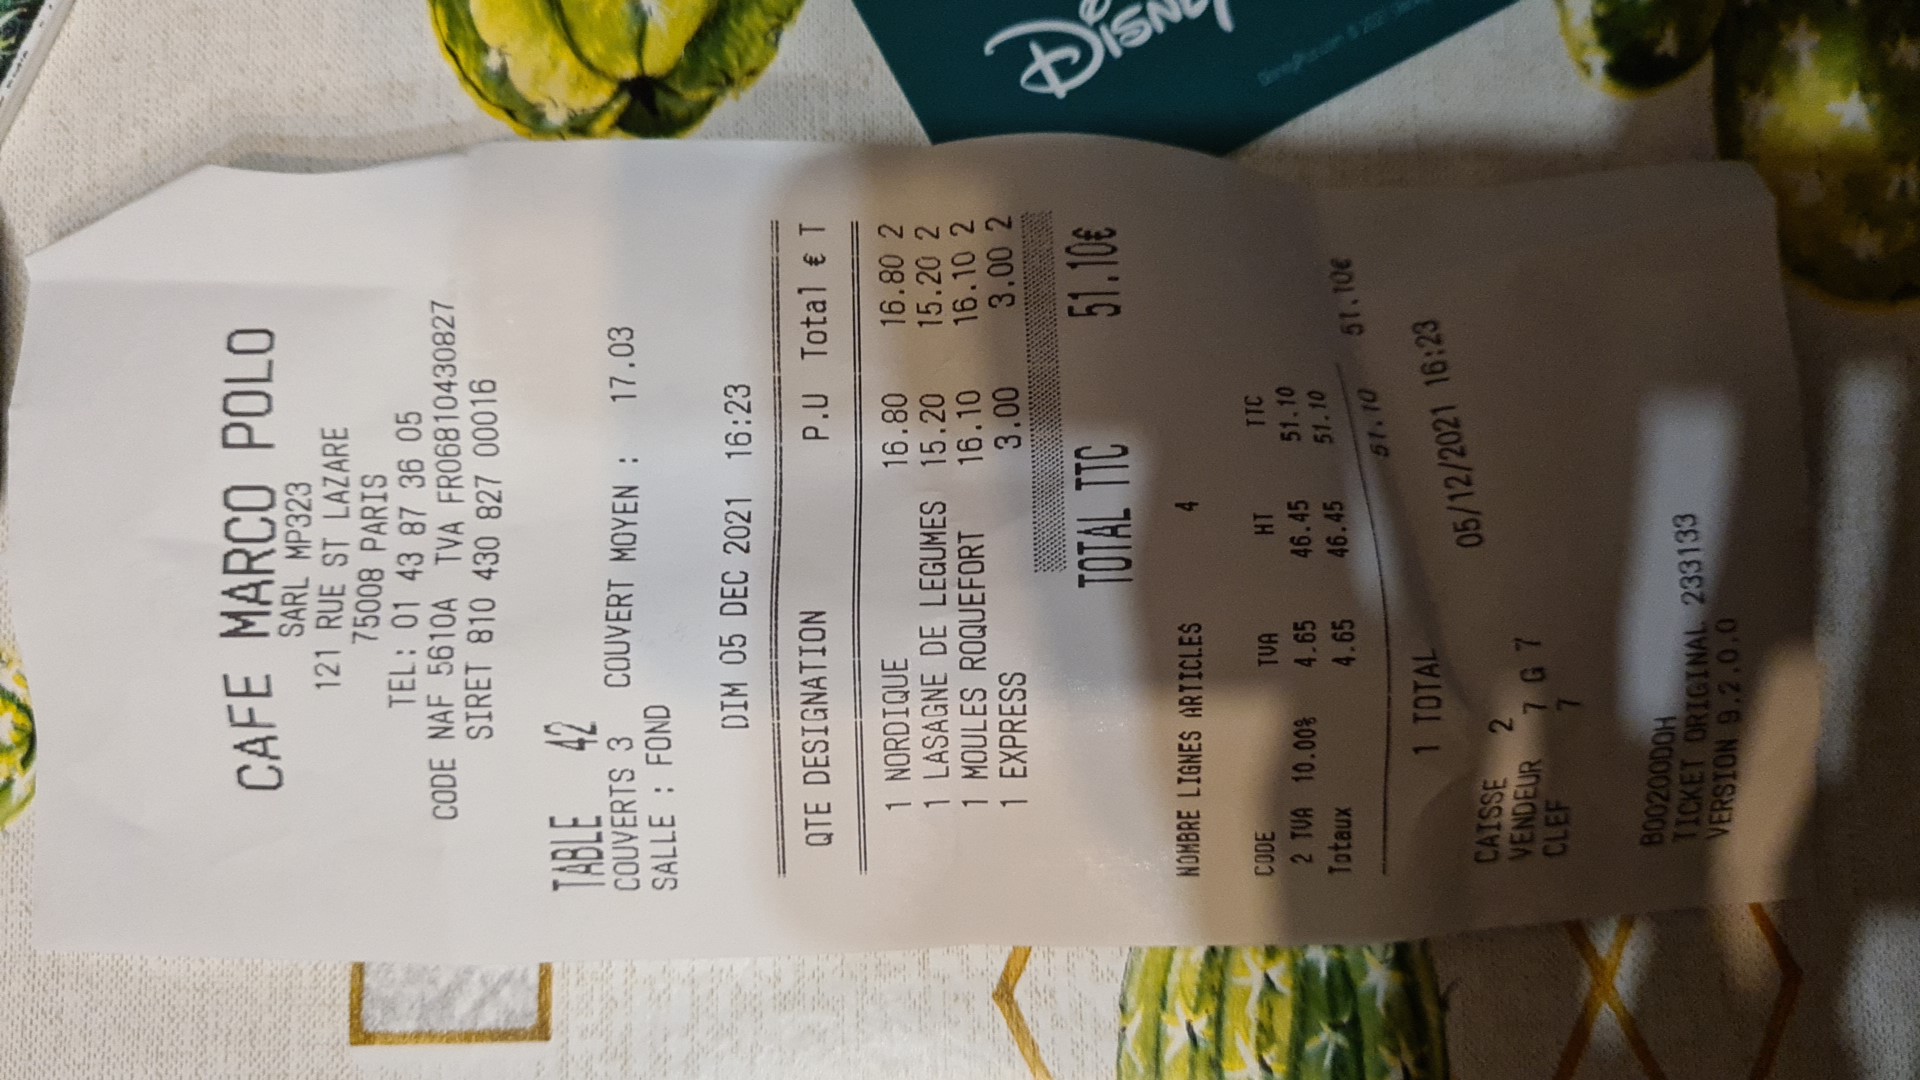 CAFE MARCO POLO
SARL MP323
121 RUE ST LAZARE
75008 PARIS
TEL: 01 43 87 36 05
CODE NAF 5610A TVA FR06810430827
SIRET 810 430 827 00016
TABLE 42
COUVERTS 3 COUVERT MOYEN : 17.03
SALLE : FOND
DIM 05 DEC 2021 16:23
QTE DESIGNATION P.U Total € T
1 NORDIQUE 16.80 16.80 2
1 LASAGNE DE LEGUMES 15.20 15.20 2
1 MOULES ROQUEFORT 16.10 16.10 2
1 EXPRESS 3.00 3.00 2
TOTAL TTC 51.10€
NOMBRE LIGNES ARTICLES 4
CODE TVA HT TTC
2 TVA 10.00% 4.65 46.45 51.10
Totaux 4.65 46.45 51.10
1 TOTAL 51.10 51.10€
05/12/2021 16:23
CAISSE 2
VENDEUR 7 G 7
CLEF 7
B00200DOH
TICKET ORIGINAL 233133
VERSION 9.2.0.0
Disney